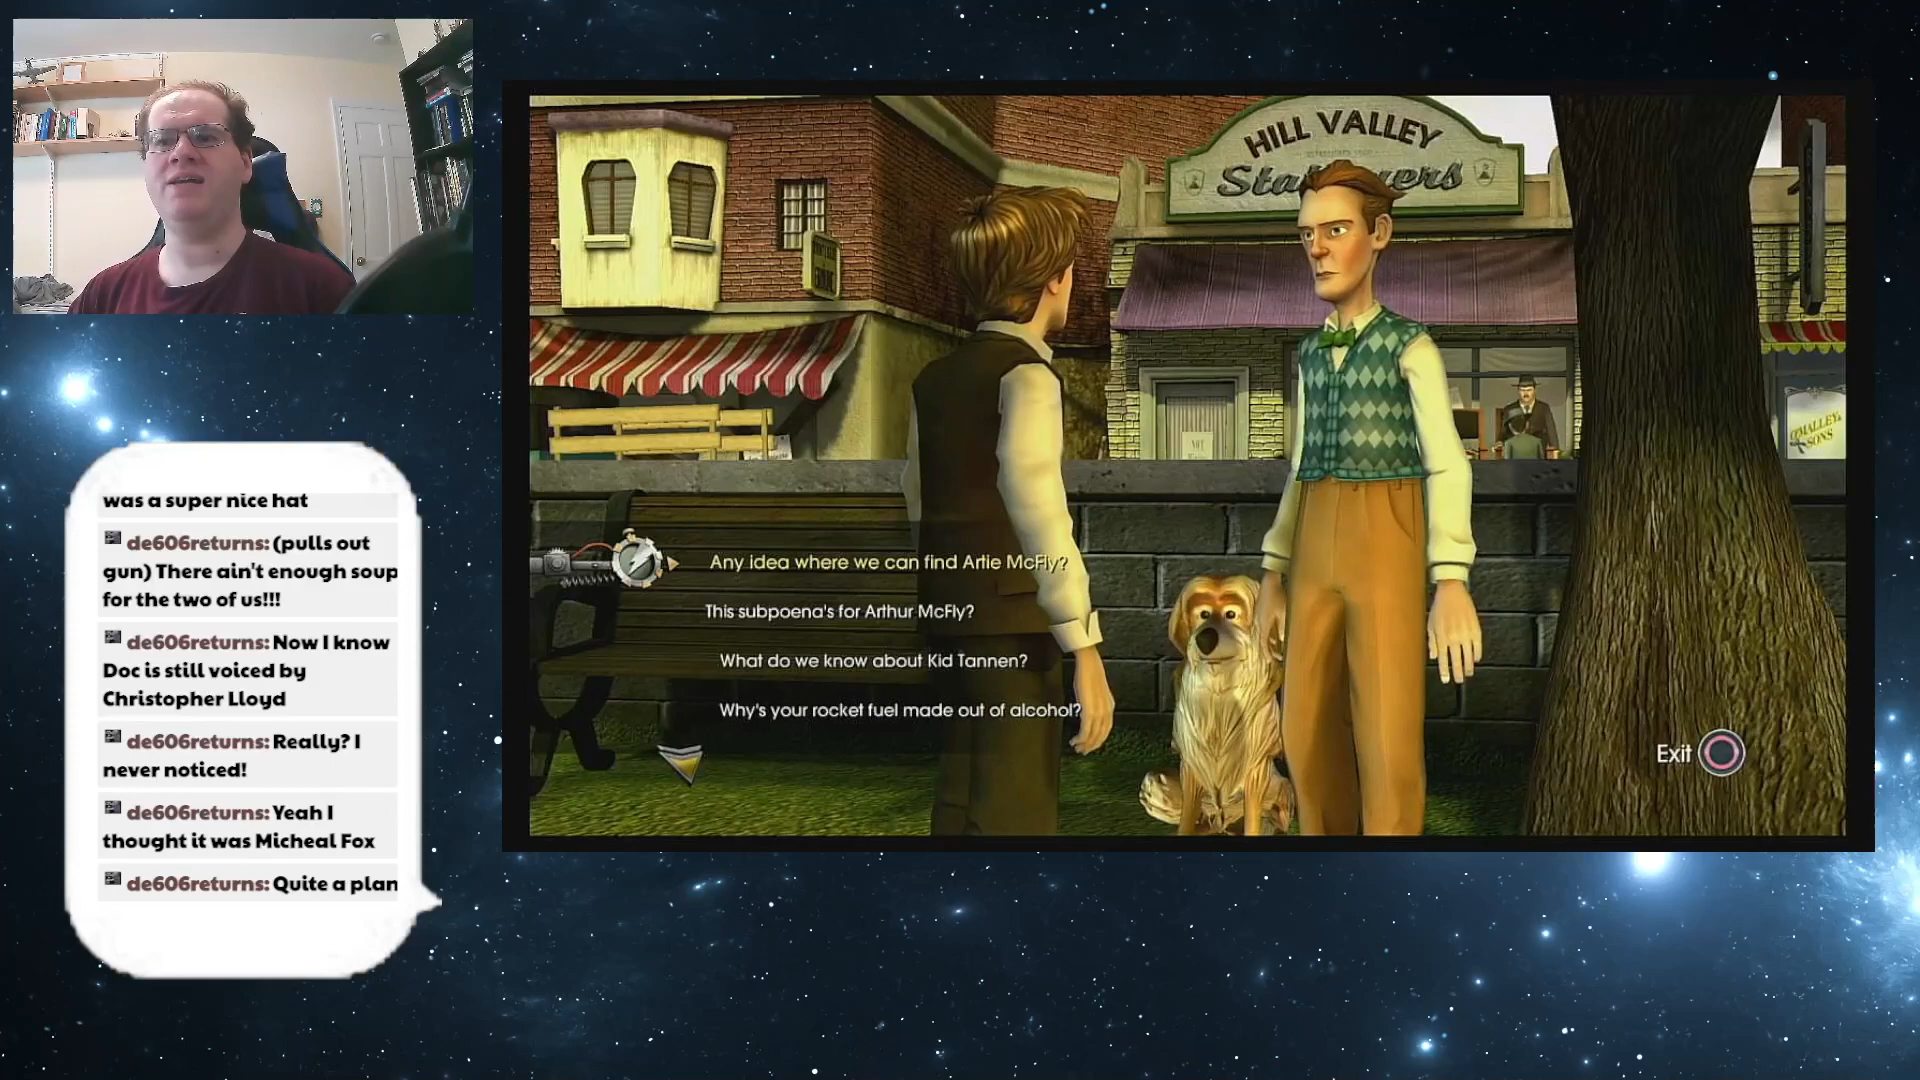 was a super nice hat
de606returns: (pulls out
gun) There ain't enough soup
for the two of us!!!
de606returns: Now I know
Doc is still voiced by
Christopher Lloyd
de606returns: Really? I
never noticed!
de606returns: Yeah I
thought it was Micheal Fox
de606returns: Quite a plan
HILL VALLEY
O'MALLEY &
SONS
Any idea where we can find Artie McFly?
This subpoena's for Arthur McFly?
What do we know about Kid Tannen?
Why's your rocket fuel made out of alcohol?
Exit